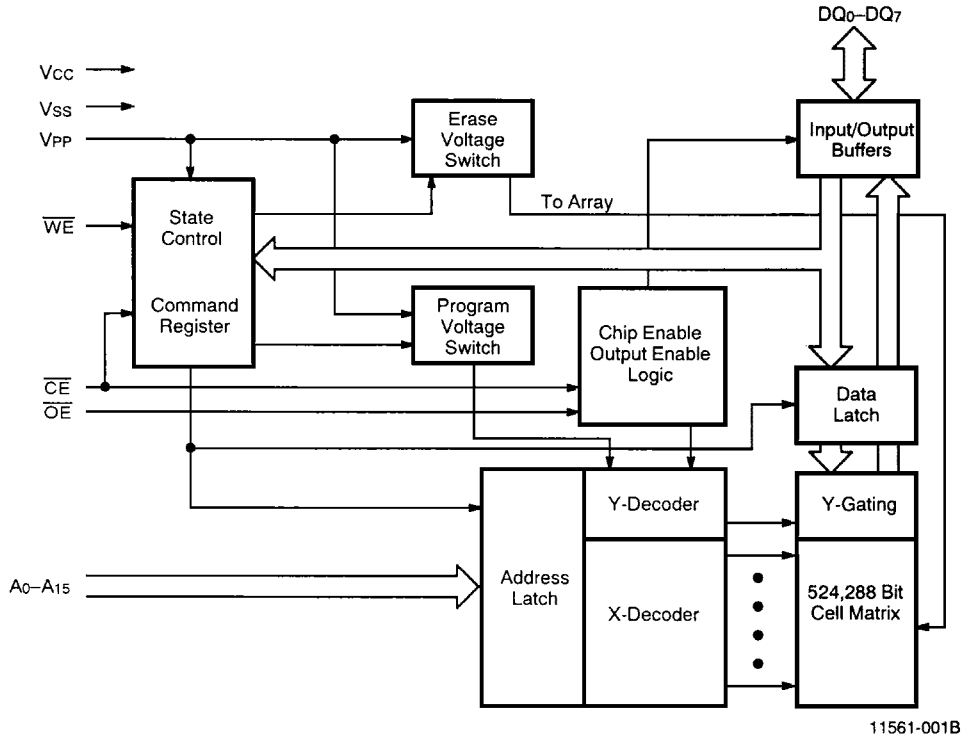 DQ0–DQ7
VCC
VSS
VPP
Erase
Voltage
Switch
Input/Output
Buffers
To Array
State
Control
Command
Register
WE
Program
Voltage
Switch
Chip Enable
Output Enable
Logic
CE
OE
Data
Latch
Y-Decoder
Y-Gating
A0–A15
Address
Latch
X-Decoder
524,288 Bit
Cell Matrix
11561-001B